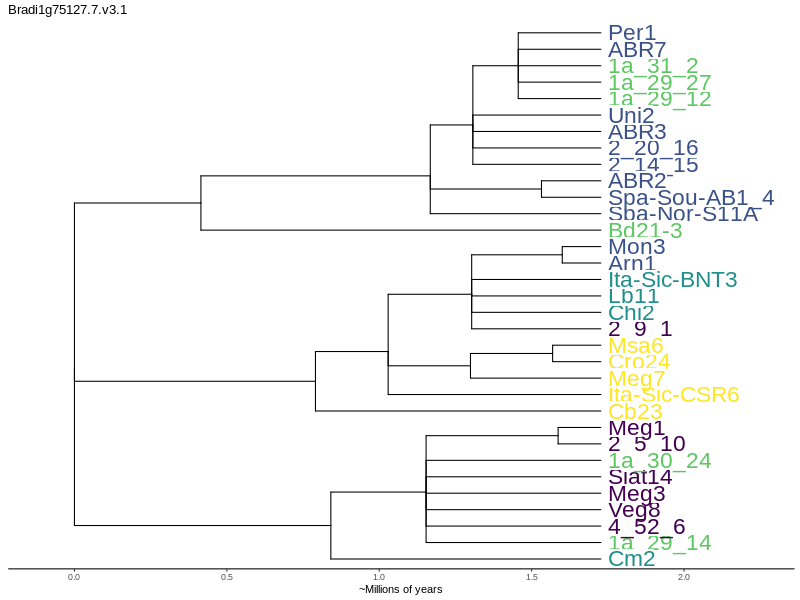 Bradi1g75127.7.v3.1
Per1
ABR7
1a_31_2
1a_29_27
1a_29_12
Uni2
ABR3
2_20_16
2_14_15
ABR2
Spa-Sou-AB1_4
Spa-Nor-S11A
Bd21-3
Mon3
Arn1
Ita-Sic-BNT3
Lb11
Chi2
2_9_1
Msa6
Cro24
Meg7
Ita-Sic-CSR6
Cb23
Meg1
2_5_10
1a_30_24
Siat14
Meg3
Veg8
4_52_6
1a_29_14
Cm2
0.0 0.5 1.0 1.5 2.0
~Millions of years